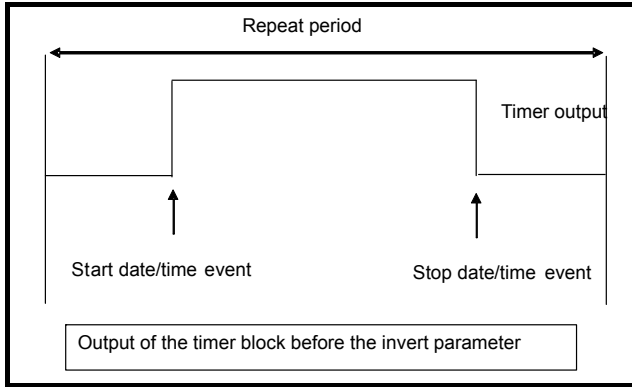 Repeat period
Timer output
Start date/time event
Stop date/time event
Output of the timer block before the invert parameter